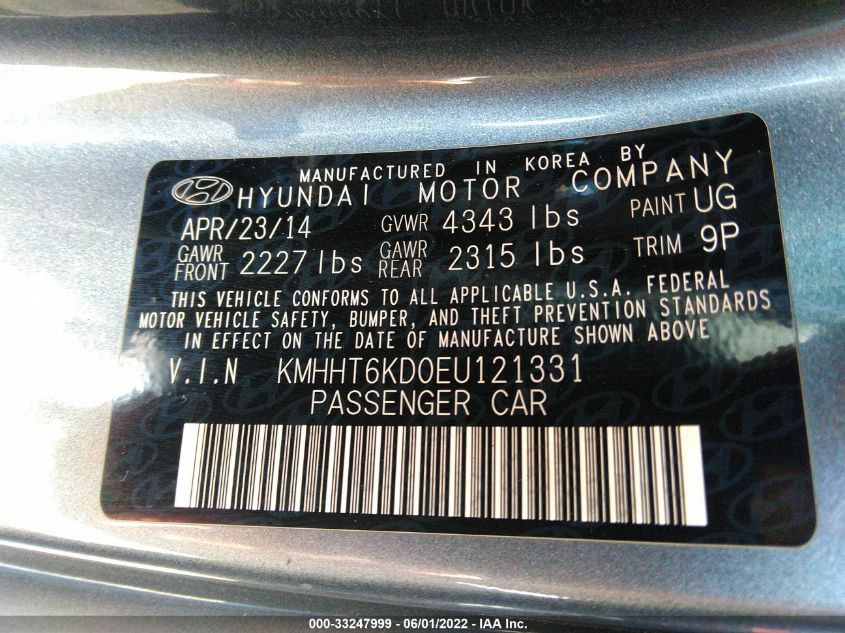 MANUFACTURED IN KOREA BY
HYUNDAI MOTOR COMPANY
APR/23/14 GVWR 4343 lbs PAINT UG
GAWR FRONT 2227 lbs GAWR REAR 2315 lbs TRIM 9P
THIS VEHICLE CONFORMS TO ALL APPLICABLE U.S.A. FEDERAL
MOTOR VEHICLE SAFETY, BUMPER, AND THEFT PREVENTION STANDARDS
IN EFFECT ON THE DATE OF MANUFACTURE SHOWN ABOVE
V.I.N KMHHT6KD0EU121331
PASSENGER CAR
000-33247999 - 06/01/2022 - IAA Inc.